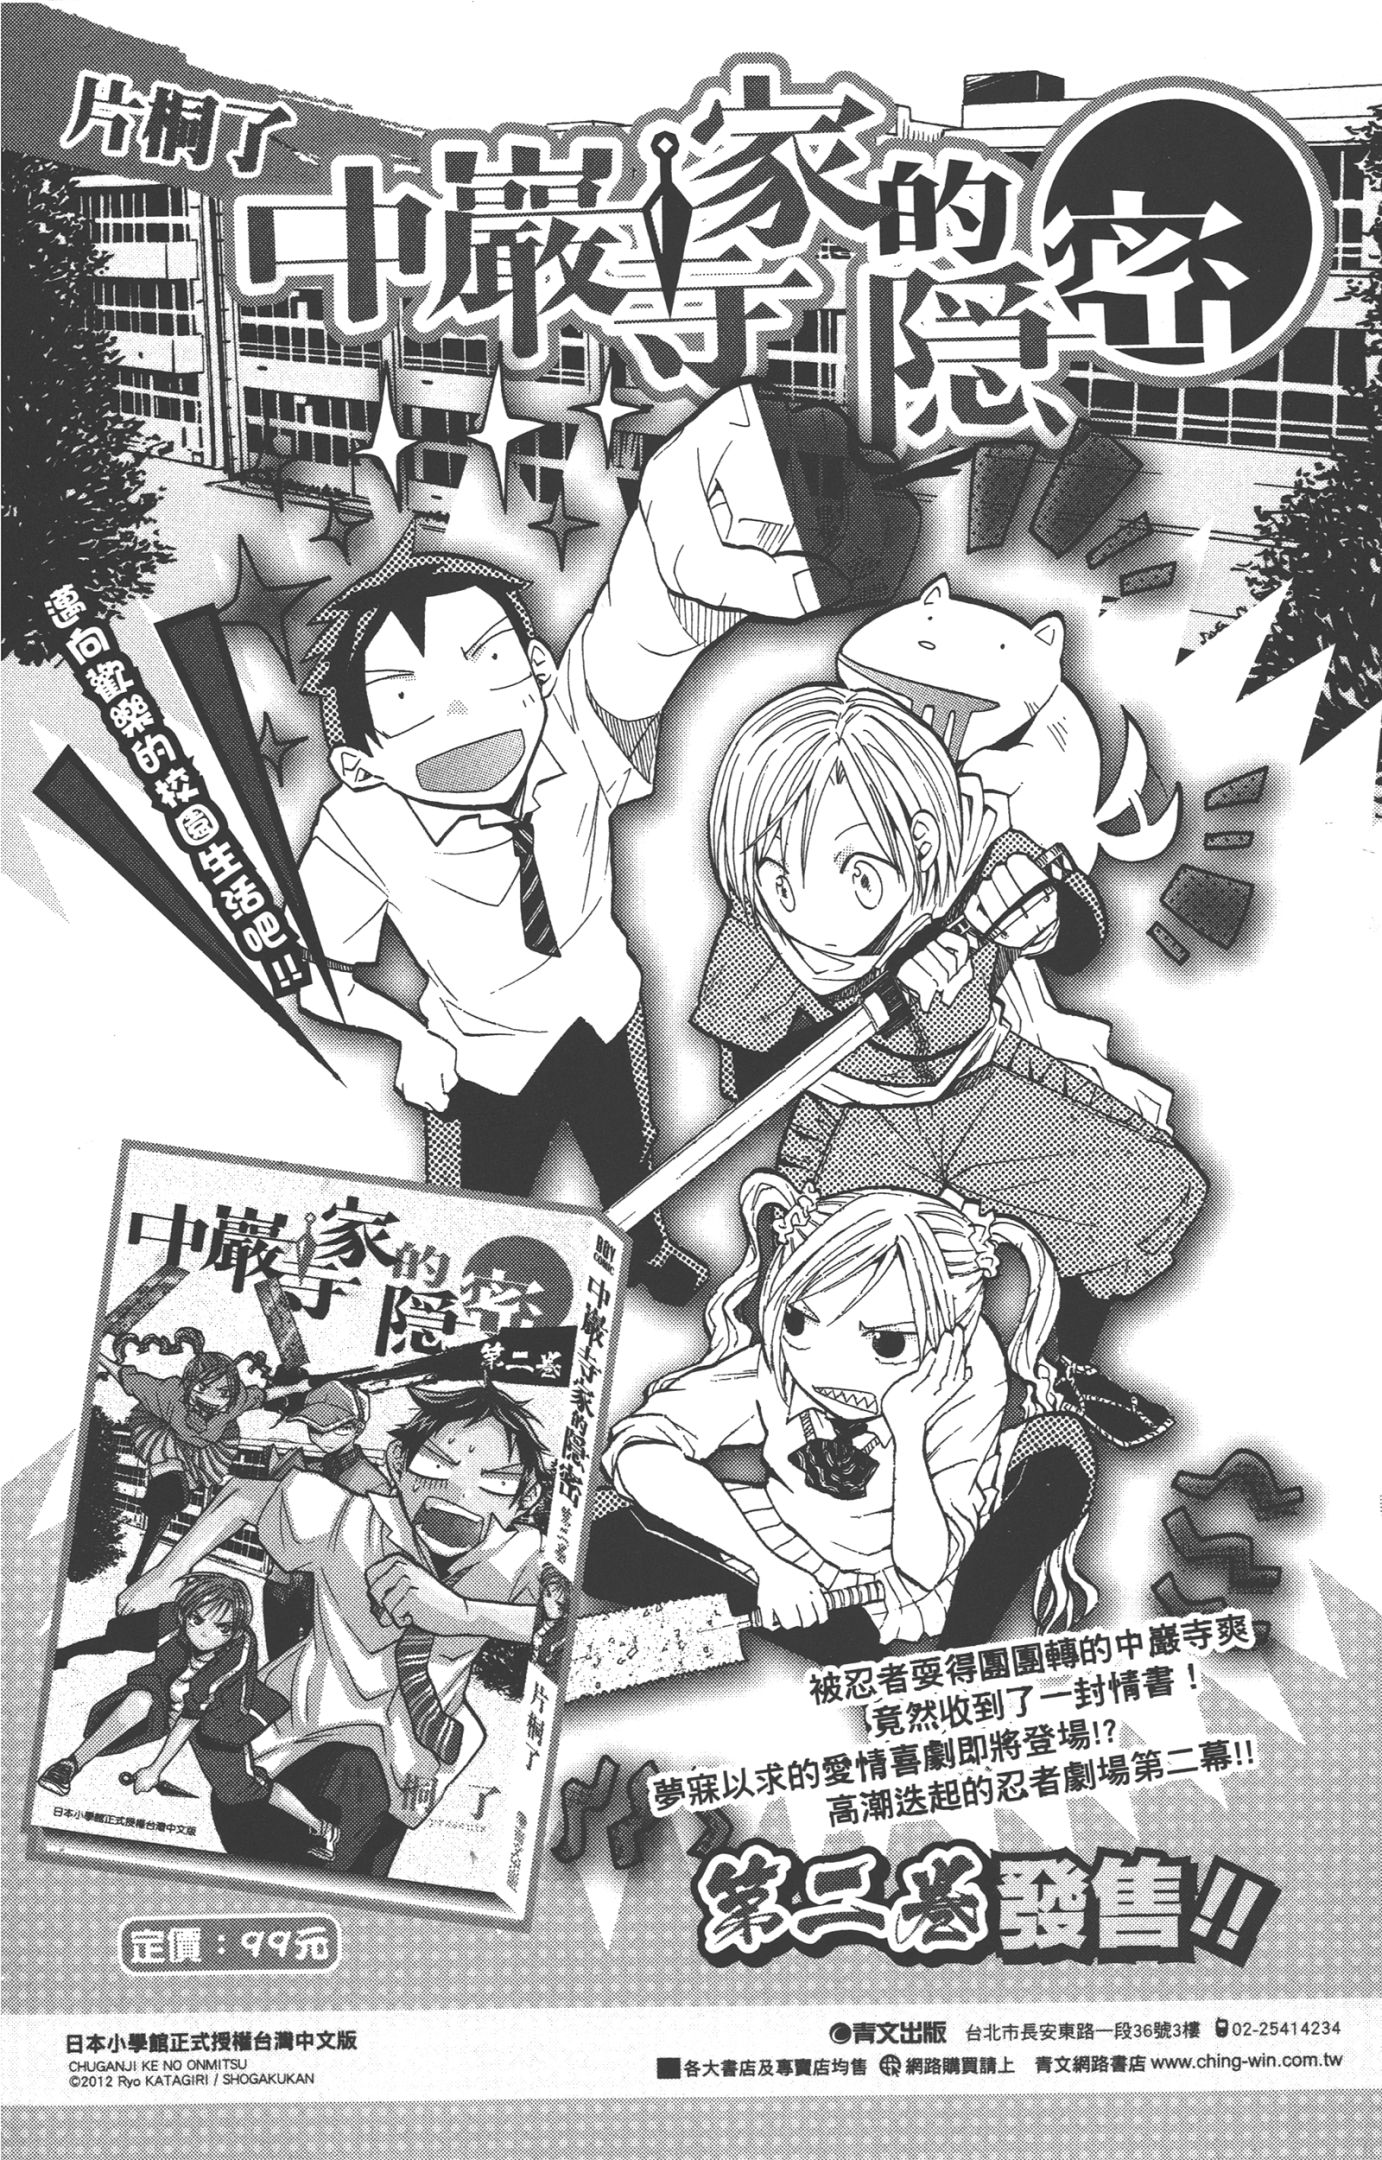 片桐了
中巖寺家的隠密
邁向歡樂的校園生活吧!!
中巖寺家的隠密
第二卷
BOY COMIC
片桐了
桐了
presents
日本小學館正式授權台灣中文版
被忍者耍得團團轉的中巖寺爽,
竟然收到了一封情書！
夢寐以求的愛情喜劇即將登場!?
高潮迭起的忍者劇場第二幕!!
第二卷發售!!
定價：99元
日本小學館正式授權台灣中文版
CHUGANJI KE NO ONMITSU
©2012 Ryo KATAGIRI / SHOGAKUKAN
青文出版 台北市長安東路一段36號3樓 02-25414234
各大書店及專賣店均售 網路購買請上 青文網路書店 www.ching-win.com.tw